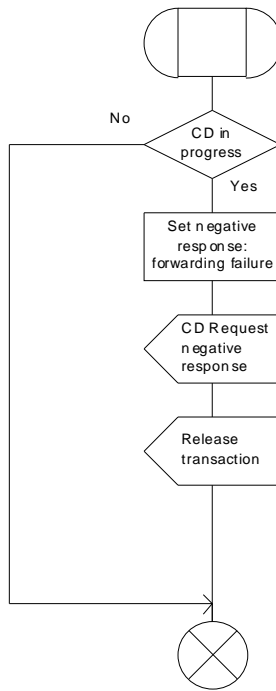 No
CD in
progress
Yes
Set negative
response:
forwarding failure
CD Request
negative
response
Release
transaction